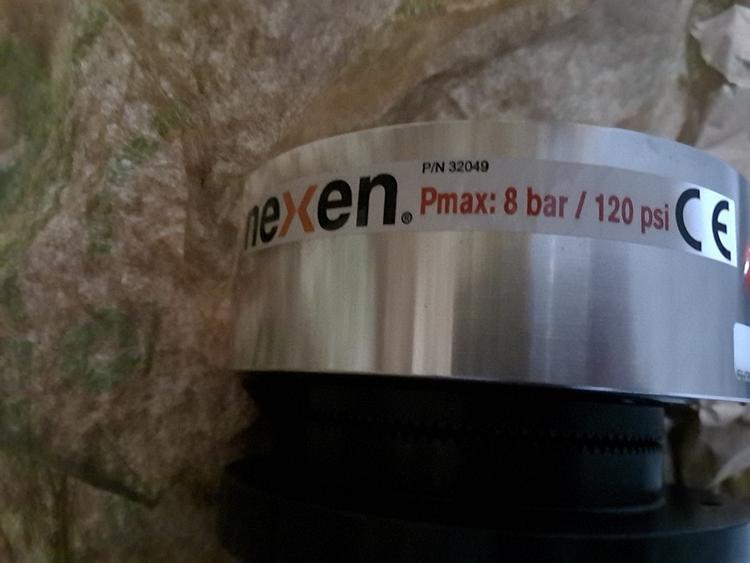 P/N 32049
nexen® Pmax: 8 bar / 120 psi CE